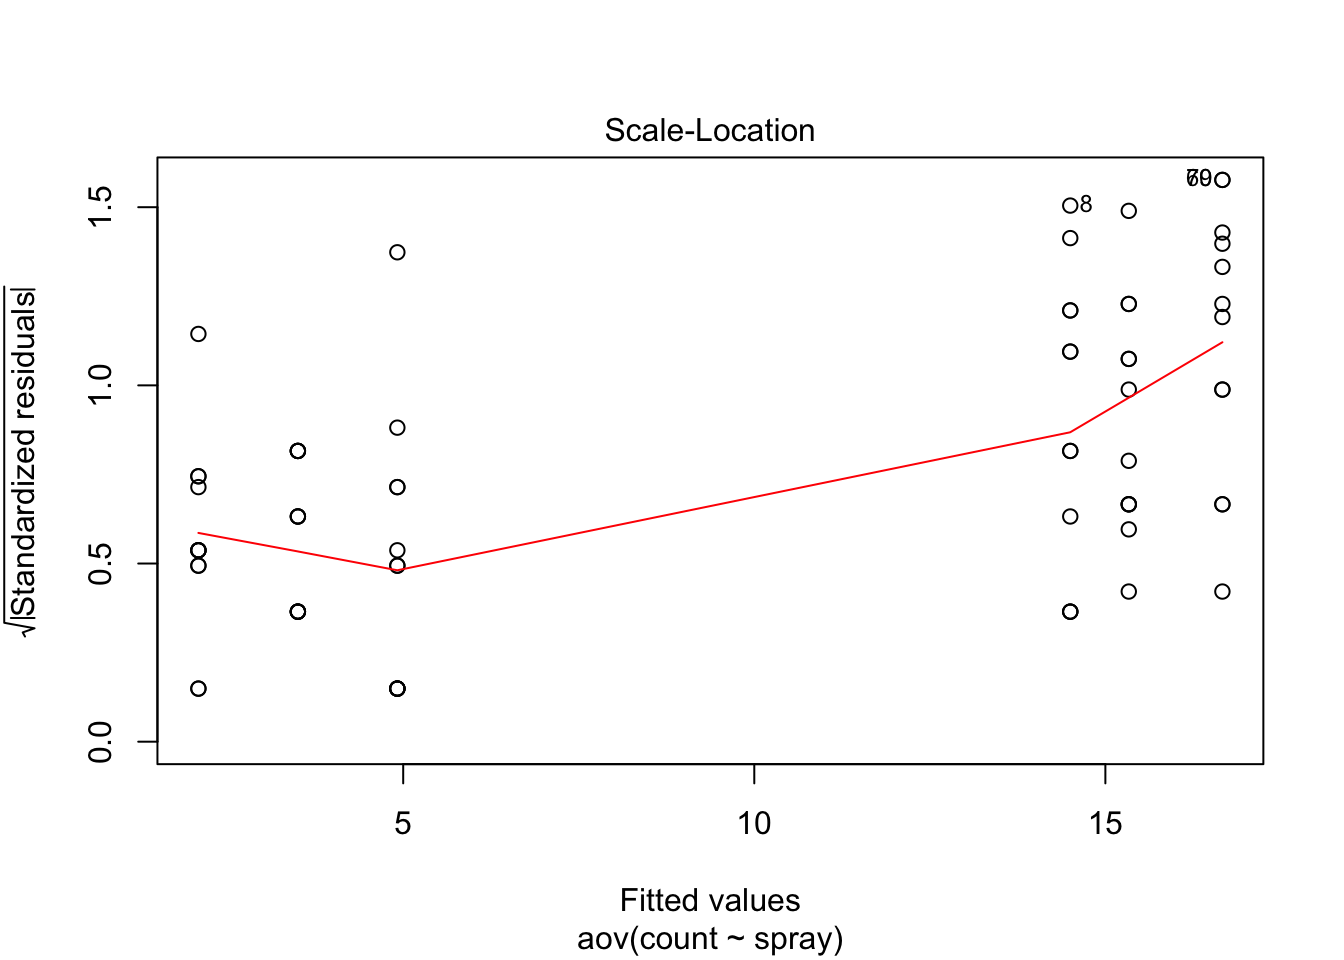 Scale-Location
√|Standardized residuals|
1.5
1.0
0.5
0.0
8
5
10
15
Fitted values
aov(count ~ spray)